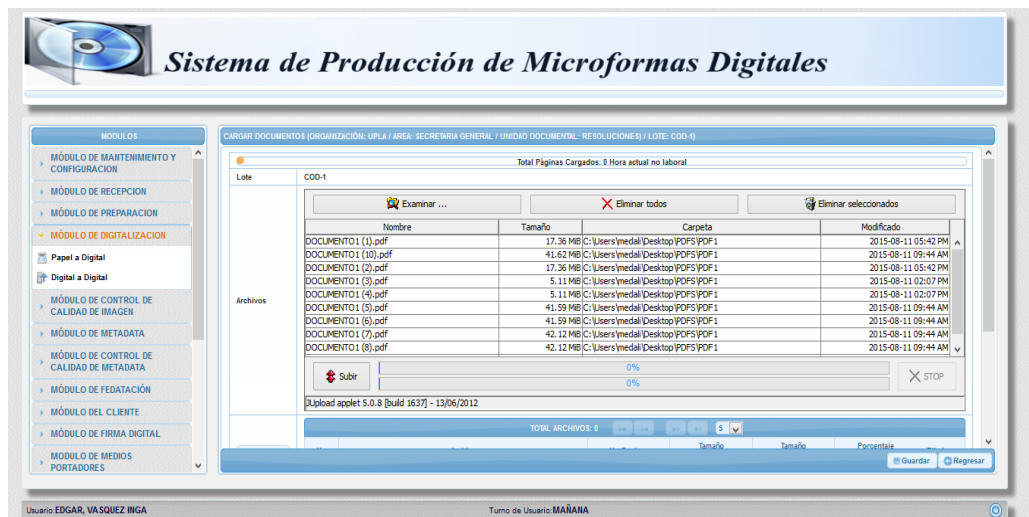 Sistema de Producción de Microformas Digitales
MODULOS
MÓDULO DE MANTENIMIENTO Y CONFIGURACION
MÓDULO DE RECEPCION
MÓDULO DE PREPARACION
MÓDULO DE DIGITALIZACION
Papel a Digital
Digital a Digital
MÓDULO DE CONTROL DE CALIDAD DE IMAGEN
MÓDULO DE METADATA
MÓDULO DE CONTROL DE CALIDAD DE METADATA
MÓDULO DE FEDATACIÓN
MÓDULO DEL CLIENTE
MÓDULO DE FIRMA DIGITAL
MODULO DE MEDIOS PORTADORES
CARGAR DOCUMENTOS (ORGANIZACIÓN: UPLA / AREA: SECRETARIA GENERAL / UNIDAD DOCUMENTAL: RESOLUCIONES) / LOTE: COD-1)
Total Páginas Cargados: 0 Hora actual no laboral
Lote COD-1
Archivos
Examinar ... Eliminar todos Eliminar seleccionados
Nombre Tamaño Carpeta Modificado
DOCUMENTO1 (1).pdf 17.36 MiB C:\Users\medali\Desktop\PDFS\PDF1 2015-08-11 05:42 PM
DOCUMENTO1 (10).pdf 41.62 MiB C:\Users\medali\Desktop\PDFS\PDF1 2015-08-11 09:44 AM
DOCUMENTO1 (2).pdf 17.36 MiB C:\Users\medali\Desktop\PDFS\PDF1 2015-08-11 05:42 PM
DOCUMENTO1 (3).pdf 5.11 MiB C:\Users\medali\Desktop\PDFS\PDF1 2015-08-11 02:07 PM
DOCUMENTO1 (4).pdf 5.11 MiB C:\Users\medali\Desktop\PDFS\PDF1 2015-08-11 02:07 PM
DOCUMENTO1 (5).pdf 41.59 MiB C:\Users\medali\Desktop\PDFS\PDF1 2015-08-11 09:44 AM
DOCUMENTO1 (6).pdf 41.59 MiB C:\Users\medali\Desktop\PDFS\PDF1 2015-08-11 09:44 AM
DOCUMENTO1 (7).pdf 42.12 MiB C:\Users\medali\Desktop\PDFS\PDF1 2015-08-11 09:44 AM
DOCUMENTO1 (8).pdf 42.12 MiB C:\Users\medali\Desktop\PDFS\PDF1 2015-08-11 09:44 AM
Subir 0% STOP
0%
JUpload applet 5.0.8 [build 1637] - 13/06/2012
TOTAL ARCHIVOS: 0 5
Tamaño Tamaño Porcentaje
Guardar Regresar
Usuario:EDGAR, VASQUEZ INGA Turno de Usuario:MAÑANA